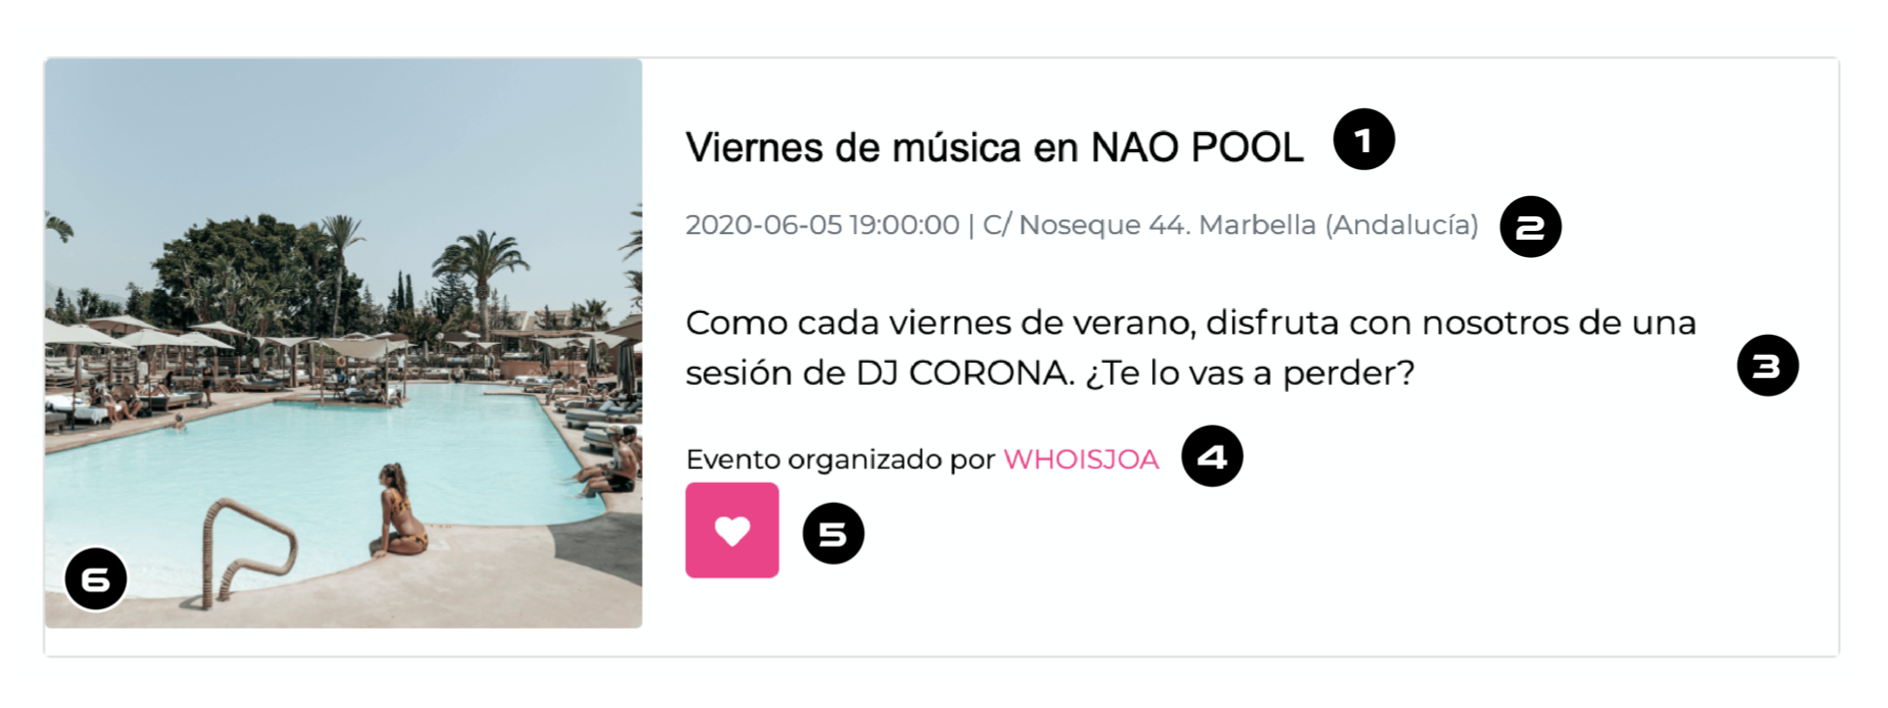 Viernes de música en NAO POOL 1
2020-06-05 19:00:00 | C/ Noseque 44. Marbella (Andalucía) 2
Como cada viernes de verano, disfruta con nosotros de una
sesión de DJ CORONA. ¿Te lo vas a perder?
3
Evento organizado por WHOISJOA 4
5
6